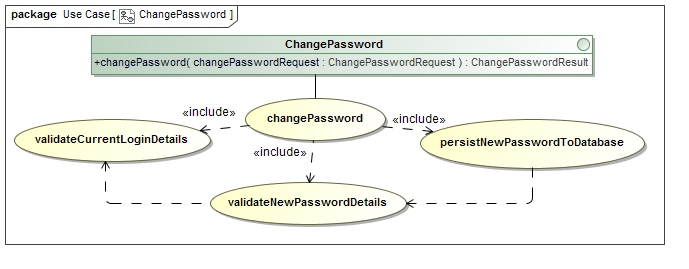 package Use Case [ ChangePassword ]
ChangePassword
+changePassword( changePasswordRequest : ChangePasswordRequest ) : ChangePasswordResult
«include»
changePassword
«include»
validateCurrentLoginDetails
«include»
persistNewPasswordToDatabase
validateNewPasswordDetails